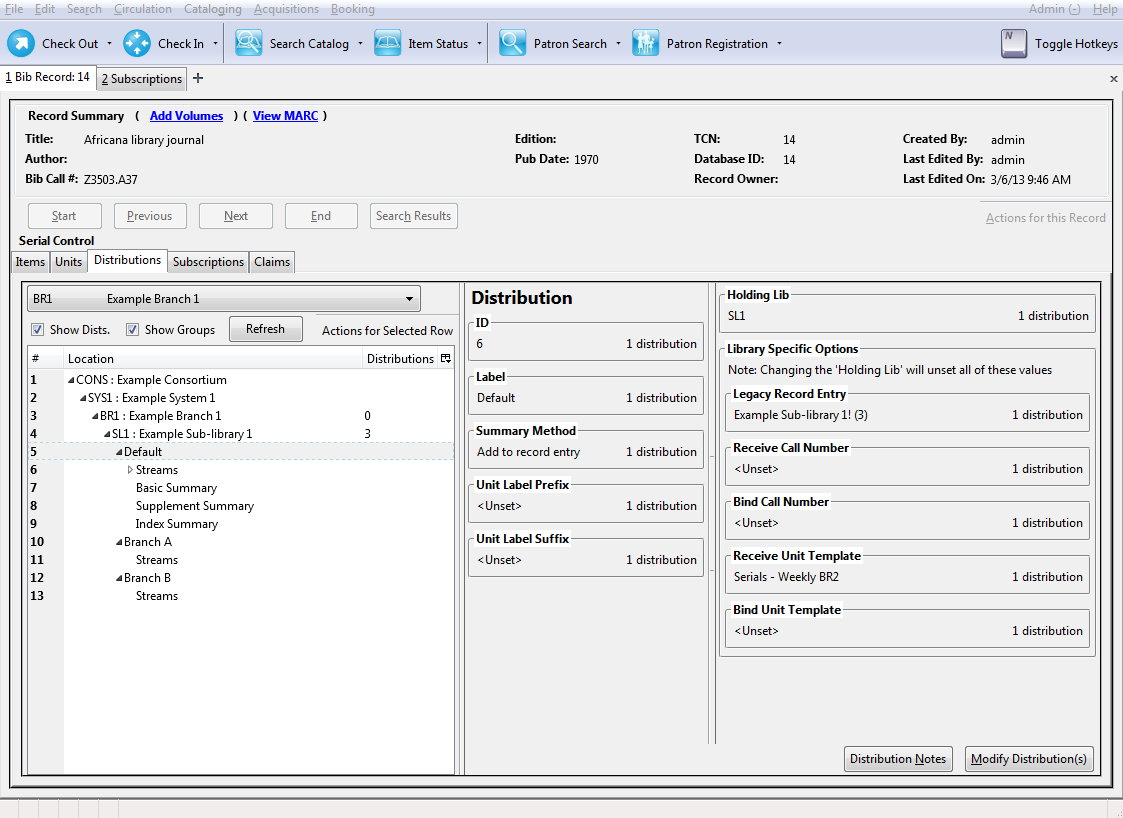 File Edit Search Circulation Cataloging Acquisitions Booking Admin (-) Help
Check Out Check In Search Catalog Item Status Patron Search Patron Registration N Toggle Hotkeys
1 Bib Record: 14 2 Subscriptions + x
Record Summary ( Add Volumes ) ( View MARC )
Title: Africana library journal Edition: TCN: 14 Created By: admin
Author: Pub Date: 1970 Database ID: 14 Last Edited By: admin
Bib Call #: Z3503.A37 Record Owner: Last Edited On: 3/6/13 9:46 AM
Start Previous Next End Search Results Actions for this Record
Serial Control
Items Units Distributions Subscriptions Claims
BR1 Example Branch 1
Show Dists. Show Groups Refresh Actions for Selected Row
# Location Distributions
1 CONS : Example Consortium
2 SYS1 : Example System 1
3 BR1 : Example Branch 1 0
4 SL1 : Example Sub-library 1 3
5 Default
6 Streams
7 Basic Summary
8 Supplement Summary
9 Index Summary
10 Branch A
11 Streams
12 Branch B
13 Streams
Distribution
ID
6 1 distribution
Label
Default 1 distribution
Summary Method
Add to record entry 1 distribution
Unit Label Prefix
<Unset> 1 distribution
Unit Label Suffix
<Unset> 1 distribution
Holding Lib
SL1 1 distribution
Library Specific Options
Note: Changing the 'Holding Lib' will unset all of these values
Legacy Record Entry
Example Sub-library 1! (3) 1 distribution
Receive Call Number
<Unset> 1 distribution
Bind Call Number
<Unset> 1 distribution
Receive Unit Template
Serials - Weekly BR2 1 distribution
Bind Unit Template
<Unset> 1 distribution
Distribution Notes Modify Distribution(s)